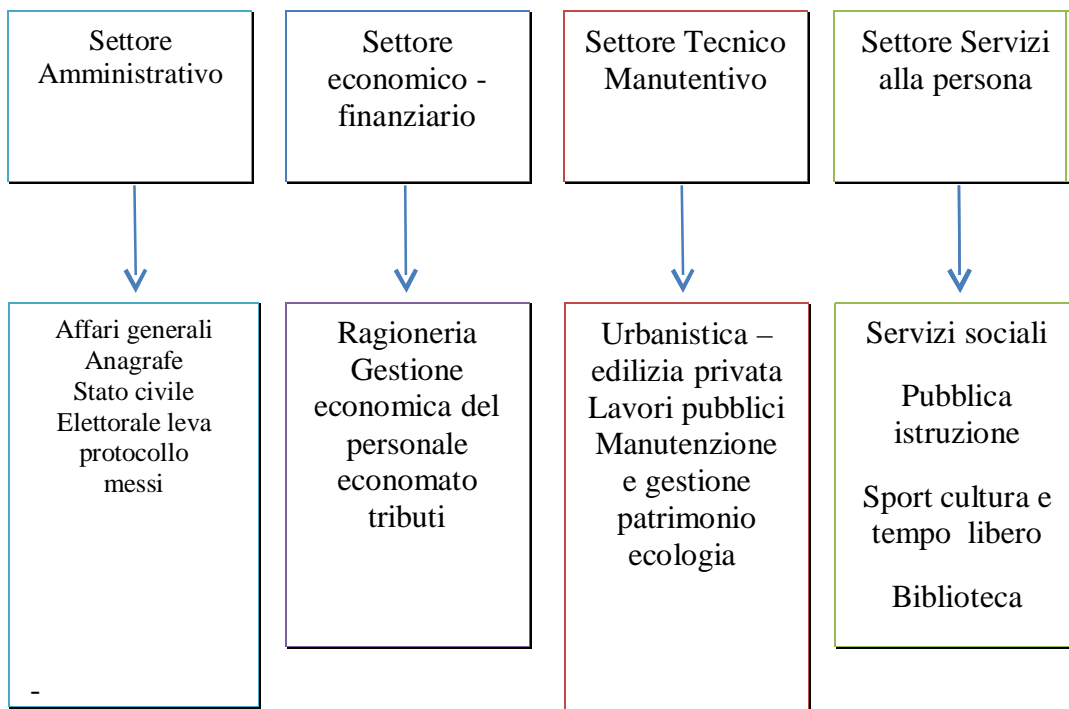 Settore
Amministrativo
Settore
economico -
finanziario
Settore Tecnico
Manutentivo
Settore Servizi
alla persona
Affari generali
Anagrafe
Stato civile
Elettorale leva
protocollo
messi
-
Ragioneria
Gestione
economica del
personale
economato
tributi
Urbanistica –
edilizia privata
Lavori pubblici
Manutenzione
e gestione
patrimonio
ecologia
Servizi sociali
Pubblica
istruzione
Sport cultura e
tempo libero
Biblioteca